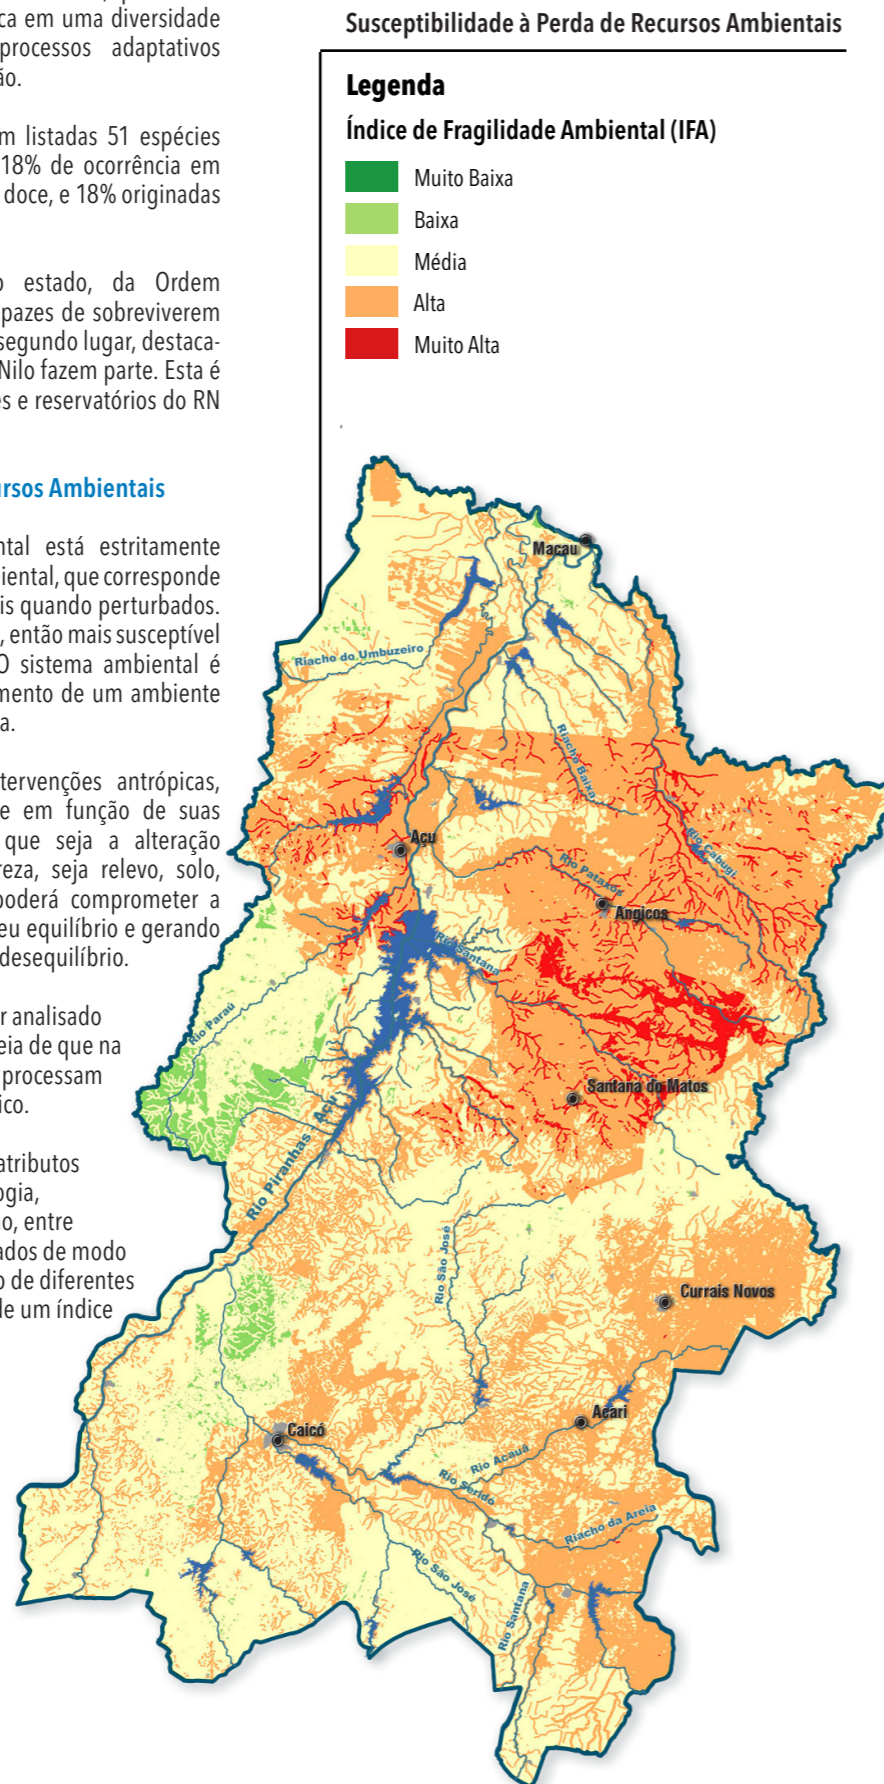 ca em uma diversidade
processos adaptativos
ão.
m listadas 51 espécies
18% de ocorrência em
doce, e 18% originadas
o estado, da Ordem
pazes de sobreviverem
segundo lugar, destaca-
Nilo fazem parte. Esta é
es e reservatórios do RN
ursos Ambientais
ntal está estritamente
biental, que corresponde
is quando perturbados.
, então mais susceptível
O sistema ambiental é
mento de um ambiente
a.
tervenções antrópicas,
e em função de suas
que seja a alteração
reza, seja relevo, solo,
poderá comprometer a
eu equilíbrio e gerando
desequilíbrio.
r analisado
eia de que na
processam
ico.
atributos
ogia,
o, entre
ados de modo
o de diferentes
de um índice
Susceptibilidade à Perda de Recursos Ambientais
Legenda
Índice de Fragilidade Ambiental (IFA)
Muito Baixa
Baixa
Média
Alta
Muito Alta
Macau
Riacho do Umbuzeiro
Riacho Baixa
Açu
Rio Cabugi
Rio Pataxós
Angicos
Rio Santana
Rio Paraú
Santana do Matos
Rio Piranhas Açu
Rio São José
Currais Novos
Acari
Caicó
Rio Acauã
Rio Seridó
Riacho da Areia
Rio São José
Rio Santana